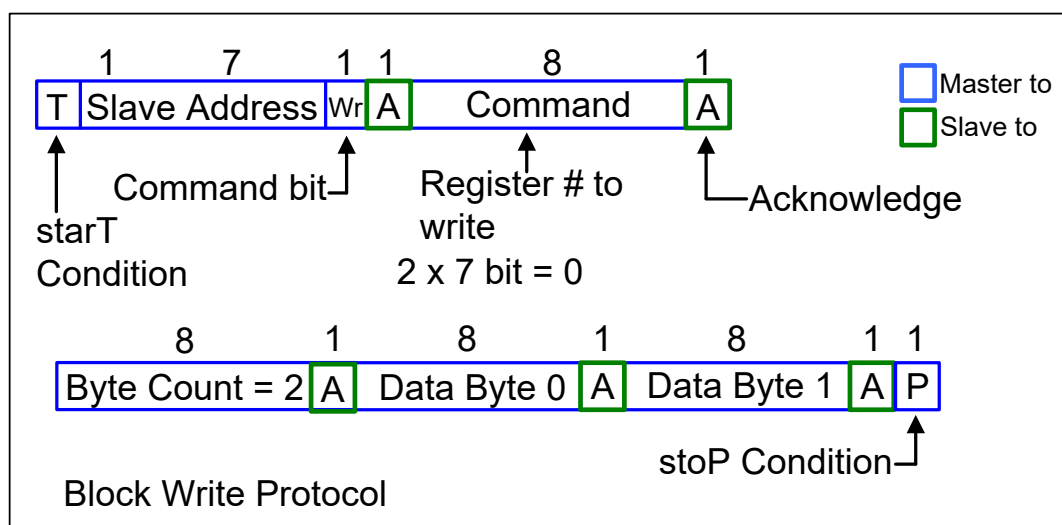 1 7 1 1 8 1
T Slave Address Wr A Command A
Master to
Slave to
Command bit
Register # to
write
2 x 7 bit = 0
Acknowledge
starT
Condition
8 1 8 1 8 1 1
Byte Count = 2 A Data Byte 0 A Data Byte 1 A P
stoP Condition
Block Write Protocol